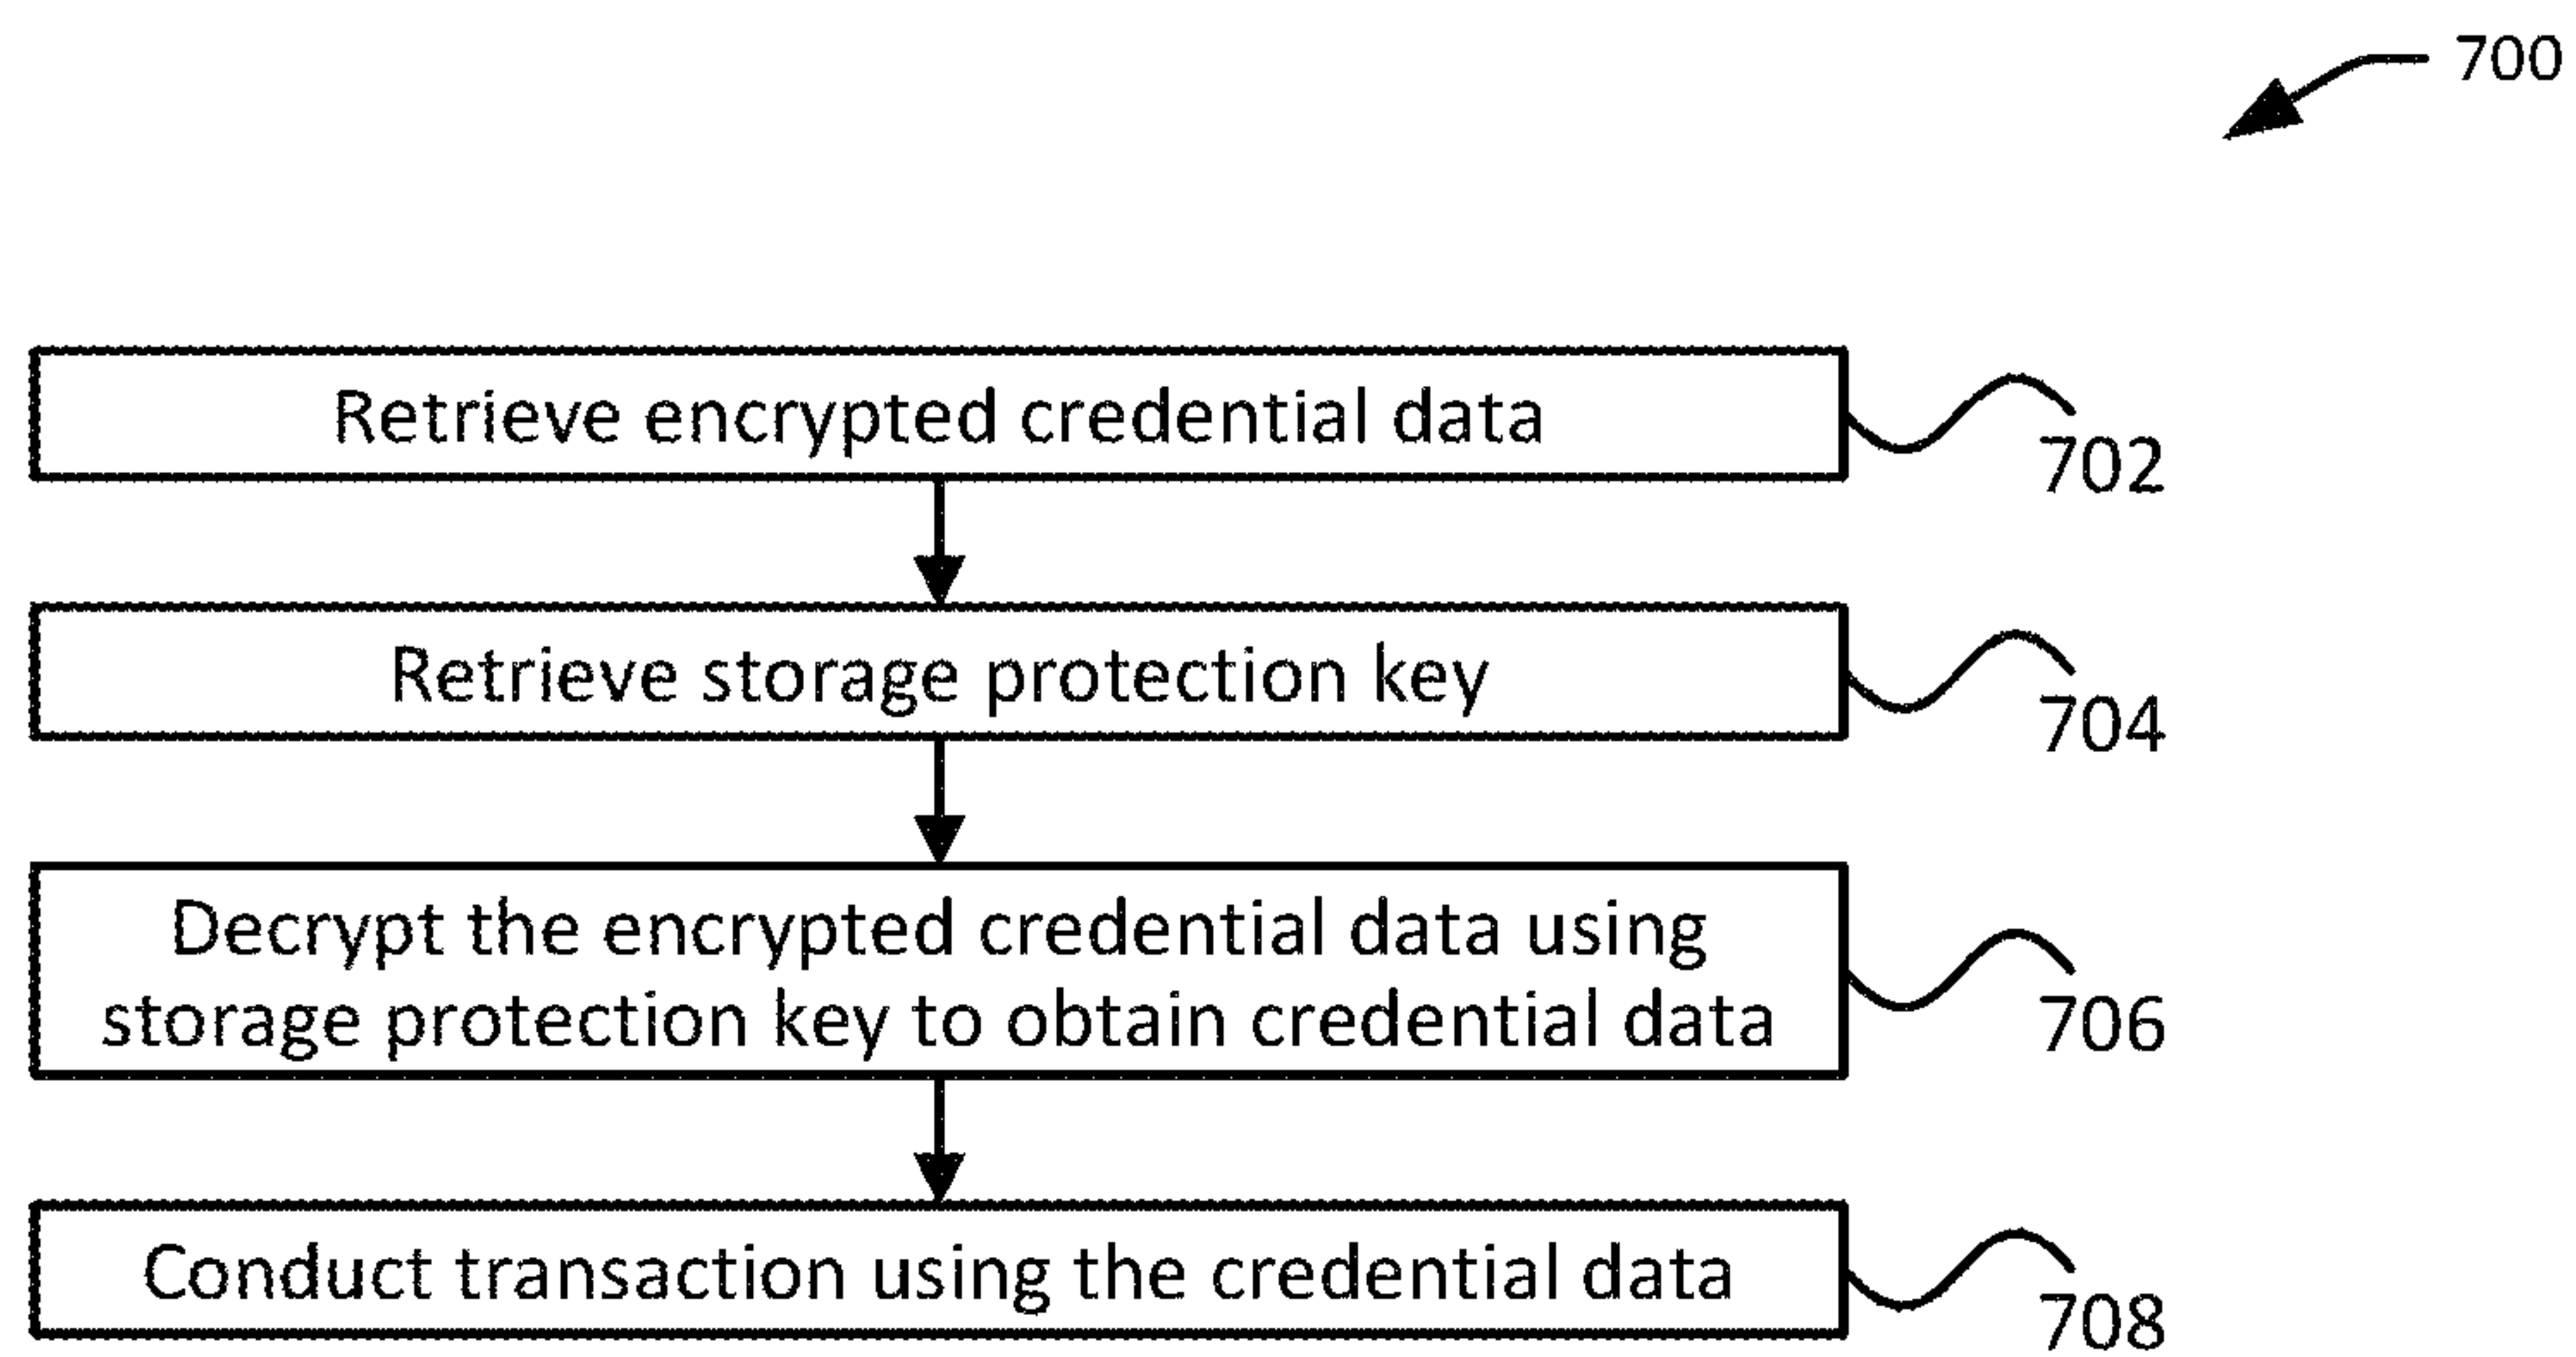 700
Retrieve encrypted credential data
702
Retrieve storage protection key
704
Decrypt the encrypted credential data using
storage protection key to obtain credential data
706
Conduct transaction using the credential data
708